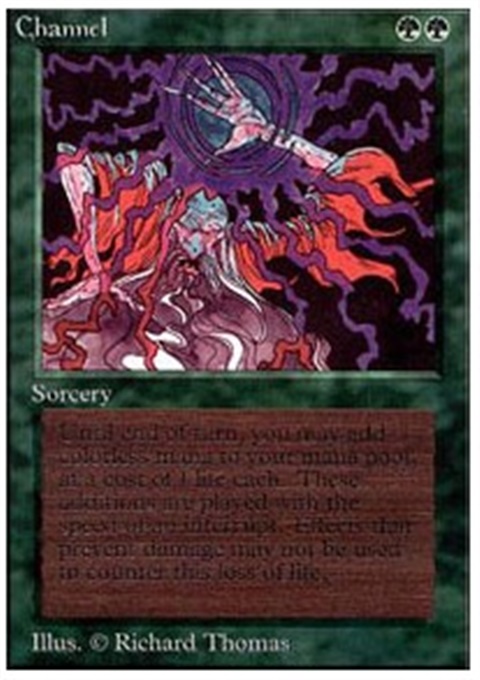 Channel
Sorcery
Until end of turn, you may add
colorless mana to your mana pool,
at a cost of 1 life each. These
additions are played with the
speed of an interrupt. Effects that
prevent damage may not be used
to counter this loss of life.
Illus. © Richard Thomas